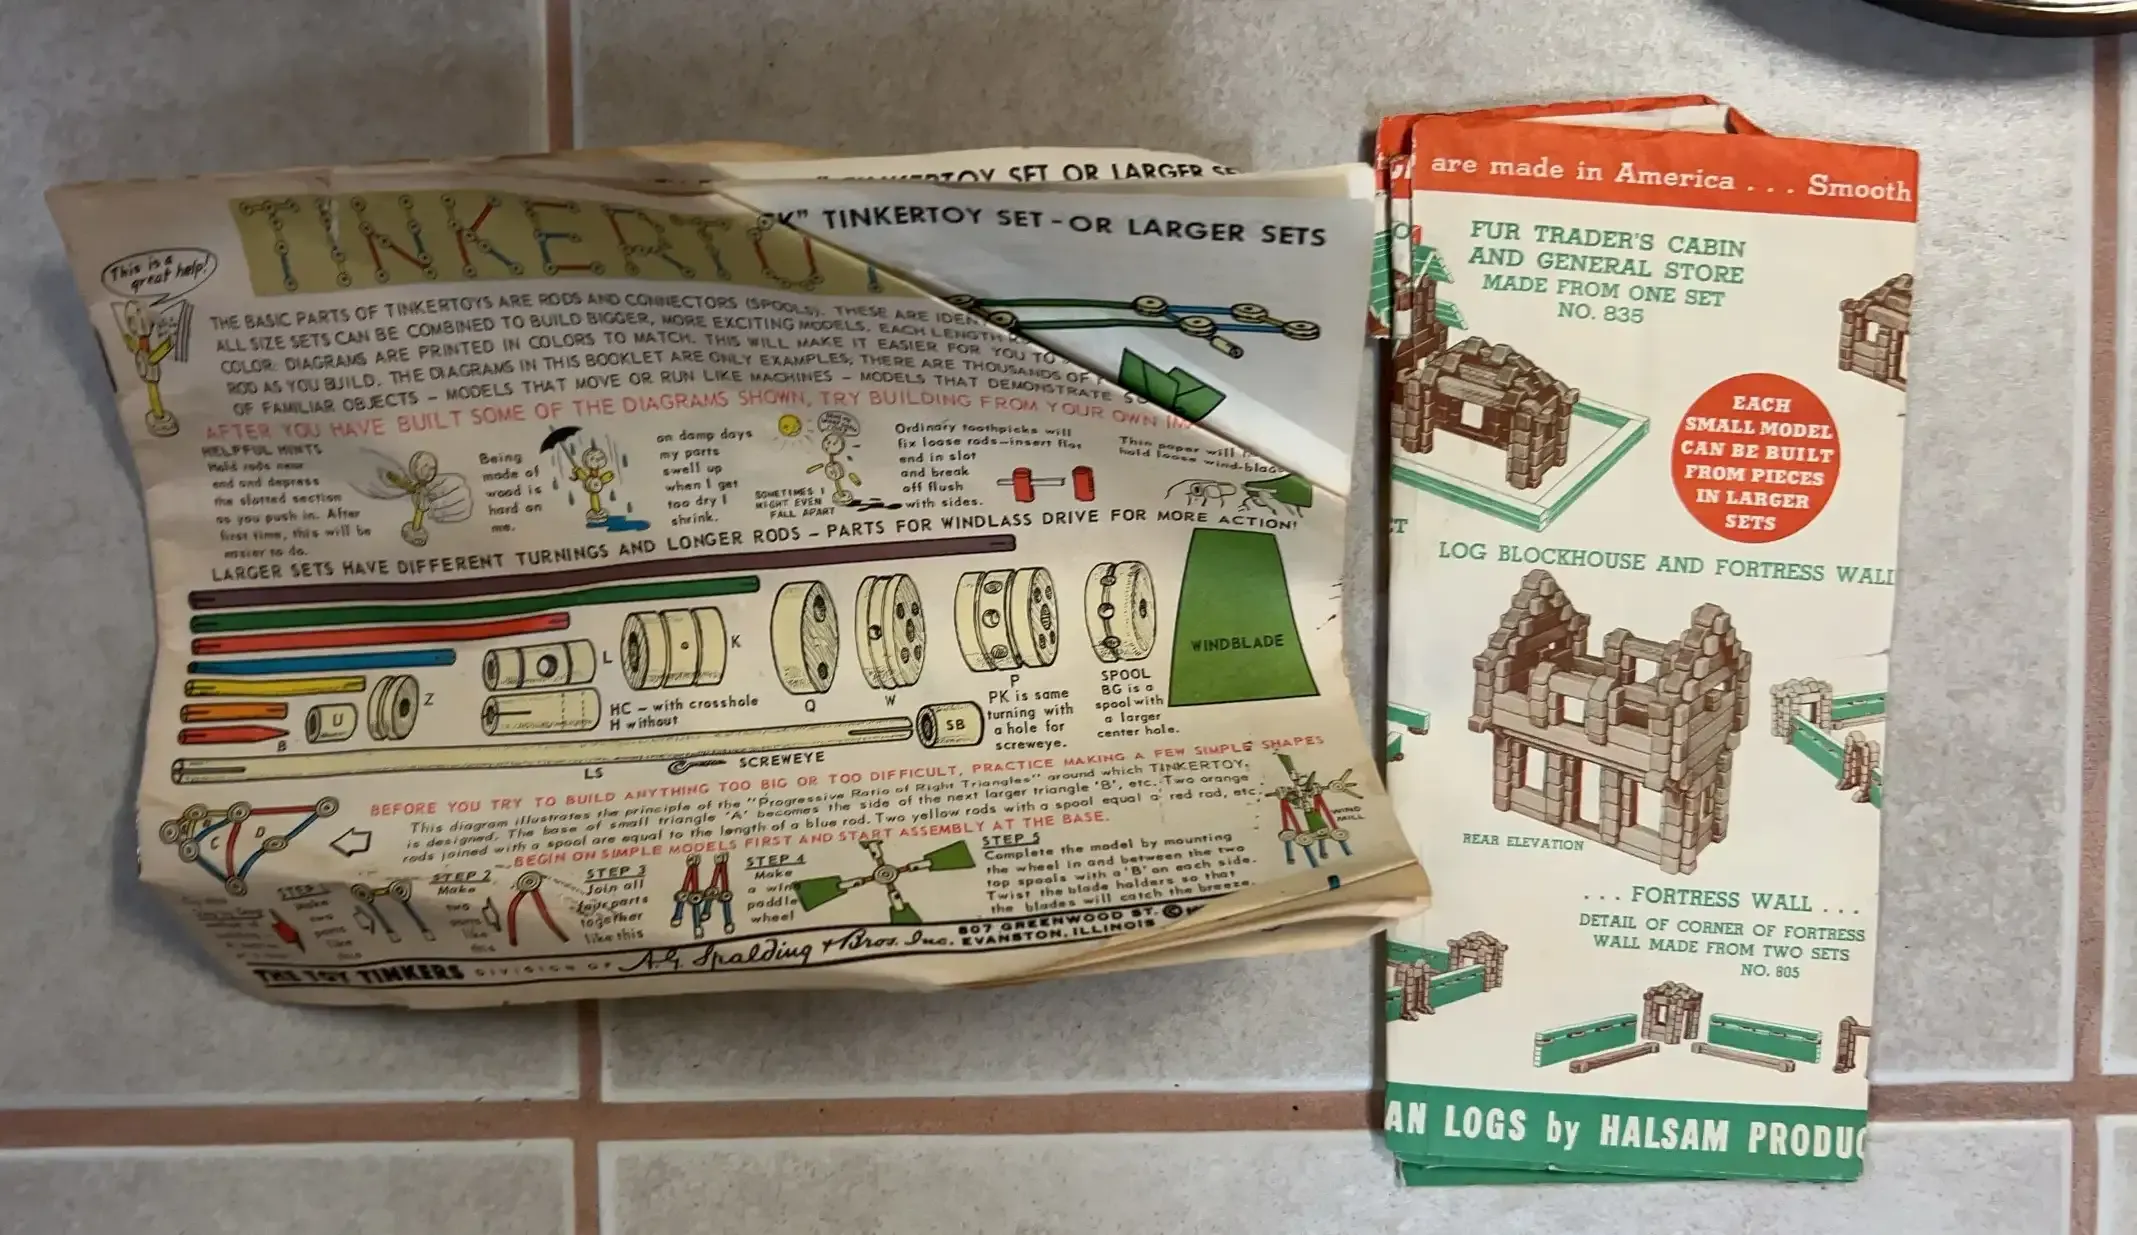 TINKERTOY SET OR LARGER
"K" TINKERTOY SET - OR LARGER SETS
TINKERTO
This is a
great help!
THE BASIC PARTS OF TINKERTOYS ARE RODS AND CONNECTORS (SPOOLS). THESE ARE
ALL SIZE SETS CAN BE COMBINED TO BUILD BIGGER, MORE EXCITING MODELS. EACH LENGTH
COLOR. DIAGRAMS ARE PRINTED IN COLORS TO MATCH. THIS WILL MAKE IT EASIER FOR YOU TO
ROD AS YOU BUILD. THE DIAGRAMS IN THIS BOOKLET ARE ONLY EXAMPLES, THERE ARE THOUSANDS OF
OF FAMILIAR OBJECTS - MODELS THAT MOVE OR RUN LIKE MACHINES - MODELS THAT DEMONSTRATE
AFTER YOU HAVE BUILT SOME OF THE DIAGRAMS SHOWN, TRY BUILDING FROM YOUR OWN
HELPFUL HINTS
Hold rods near
end and depress
the slotted section
as you push in. After
first time, this will be
easier to do.
Being
made of
wood is
hard on
me.
on damp days
my parts
swell up
when I get
too dry I
shrink.
SOMETIMES I
MIGHT EVEN
FALL APART
Ordinary toothpicks will
fix loose rods-insert flat
end in slot
and break
off flush
with sides.
Thin paper will
hold loose wind-blades
LARGER SETS HAVE DIFFERENT TURNINGS AND LONGER RODS - PARTS FOR WINDLASS DRIVE FOR MORE ACTION!
B
U
Z
L
K
HC - with crosshole
H without
Q
W
P
PK is same
turning with
a hole for
screweye.
SPOOL
BG is a
spool with
a larger
center hole.
WINDBLADE
SB
LS
SCREWEYE
BEFORE YOU TRY TO BUILD ANYTHING TOO BIG OR TOO DIFFICULT, PRACTICE MAKING A FEW SIMPLE SHAPES
This diagram illustrates the principle of the "Progressive Ratio of Right Triangles" around which TINKERTOY
is designed. The base of small triangle 'A' becomes the side of the next larger triangle 'B', etc. Two orange
rods joined with a spool are equal to the length of a blue rod. Two yellow rods with a spool equal a red rod, etc.
BEGIN ON SIMPLE MODELS FIRST AND START ASSEMBLY AT THE BASE.
C
D
STEP 1
Make
two
parts
like
this
STEP 2
Make
two
parts
like
this
STEP 3
Join all
four parts
together
like this
STEP 4
Make
a wind
paddle
wheel
STEP 5
Complete the model by mounting
the wheel in and between the two
top spools with a 'B' on each side.
Twist the blade holders so that
the blades will catch the breeze.
WIND
MILL
THE TOY TINKERS DIVISION OF A.G. Spalding & Bros. Inc. 807 GREENWOOD ST. ©
EVANSTON, ILLINOIS
are made in America . . . Smooth
FUR TRADER'S CABIN
AND GENERAL STORE
MADE FROM ONE SET
NO. 835
EACH
SMALL MODEL
CAN BE BUILT
FROM PIECES
IN LARGER
SETS
LOG BLOCKHOUSE AND FORTRESS WALL
REAR ELEVATION
. . . FORTRESS WALL . . .
DETAIL OF CORNER OF FORTRESS
WALL MADE FROM TWO SETS
NO. 805
AN LOGS by HALSAM PRODUC